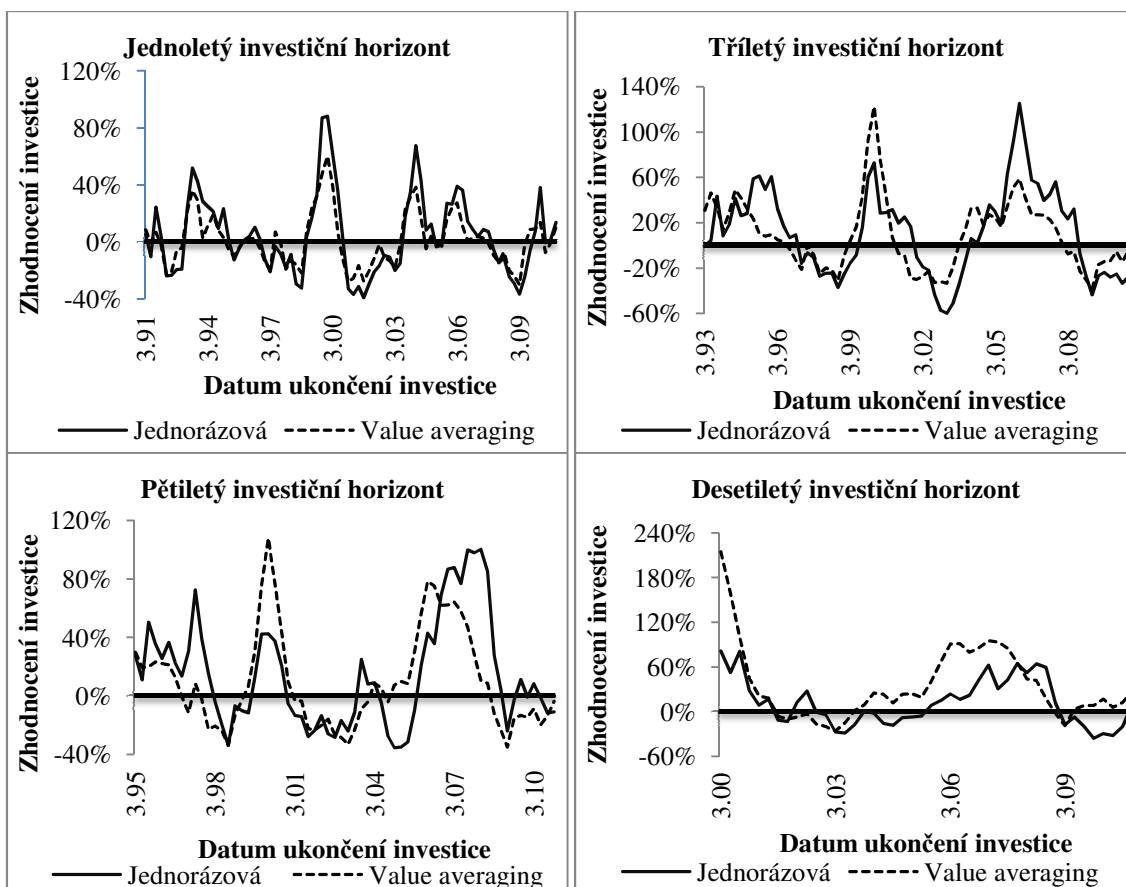 Jednoletý investiční horizont
Zhodnocení investice
120%
80%
40%
0%
-40%
3.91
3.94
3.97
3.00
3.03
3.06
3.09
Datum ukončení investice
Jednorázová
Value averaging
Tříletý investiční horizont
Zhodnocení investice
140%
100%
60%
20%
-20%
-60%
3.93
3.96
3.99
3.02
3.05
3.08
Datum ukončení investice
Jednorázová
Value averaging
Pětiletý investiční horizont
Zhodnocení investice
120%
80%
40%
0%
-40%
3.95
3.98
3.01
3.04
3.07
3.10
Datum ukončení investice
Jednorázová
Value averaging
Desetiletý investiční horizont
Zhodnocení investice
240%
180%
120%
60%
0%
-60%
3.00
3.03
3.06
3.09
Datum ukončení investice
Jednorázová
Value averaging